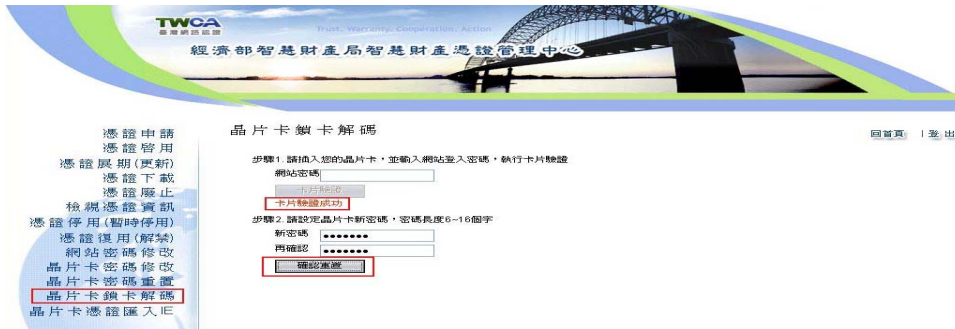 TWCA
臺灣網路認證
Trust, Warranty, Cooperation, Action
經濟部智慧財產局智慧財產憑證管理中心
憑證申請
憑證啓用
憑證展期(更新)
憑證下載
憑證廢止
檢視憑證資訊
憑證停用(暫時停用)
憑證復用(解禁)
網站密碼修改
晶片卡密碼修改
晶片卡密碼重置
晶片卡鎖卡解碼
晶片卡憑證匯入IE
晶片卡鎖卡解碼
回首頁 | 登出
步驟1.請插入您的晶片卡,並輸入網站登入密碼,執行卡片驗證
網站密碼
卡片驗證
卡片驗證成功
步驟2.請設定晶片卡新密碼,密碼長度6~16個字
新密碼 •••••••
再確認 •••••••
確認重置